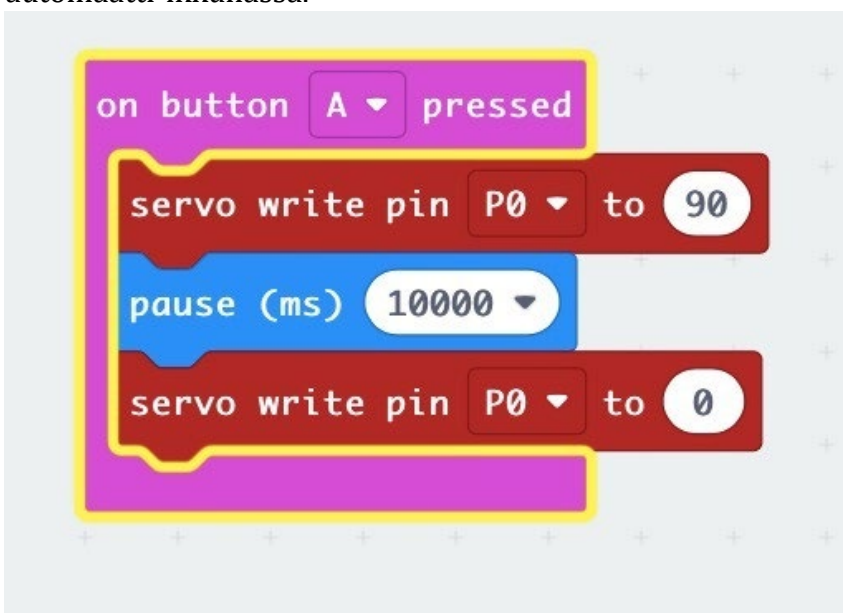 on button A pressed
servo write pin P0 to 90
pause (ms) 10000
servo write pin P0 to 0